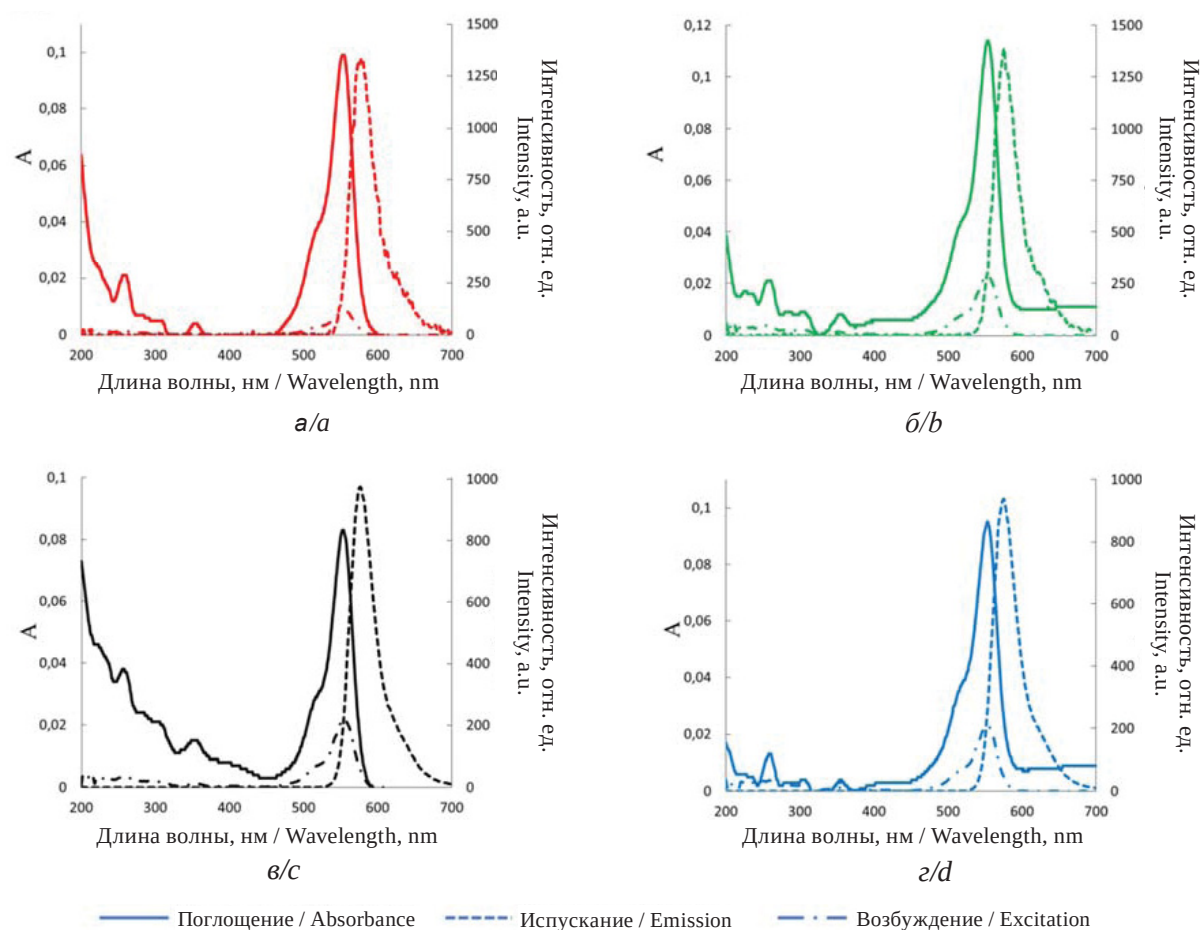 0,1
0,08
0,06
0,04
0,02
0
A
1500
1250
1000
750
500
250
0
Интенсивность, отн. ед.
Intensity, a.u.
200 300 400 500 600 700
Длина волны, нм / Wavelength, nm
а/a
0,12
0,1
0,08
0,06
0,04
0,02
0
A
1500
1250
1000
750
500
250
0
Интенсивность, отн. ед.
Intensity, a.u.
200 300 400 500 600 700
Длина волны, нм / Wavelength, nm
б/b
0,1
0,08
0,06
0,04
0,02
0
A
1000
800
600
400
200
0
Интенсивность, отн. ед.
Intensity, a.u.
200 300 400 500 600 700
Длина волны, нм / Wavelength, nm
в/c
0,1
0,08
0,06
0,04
0,02
0
A
1000
800
600
400
200
0
Интенсивность, отн. ед.
Intensity, a.u.
200 300 400 500 600 700
Длина волны, нм / Wavelength, nm
г/d
Поглощение / Absorbance Испускание / Emission Возбуждение / Excitation